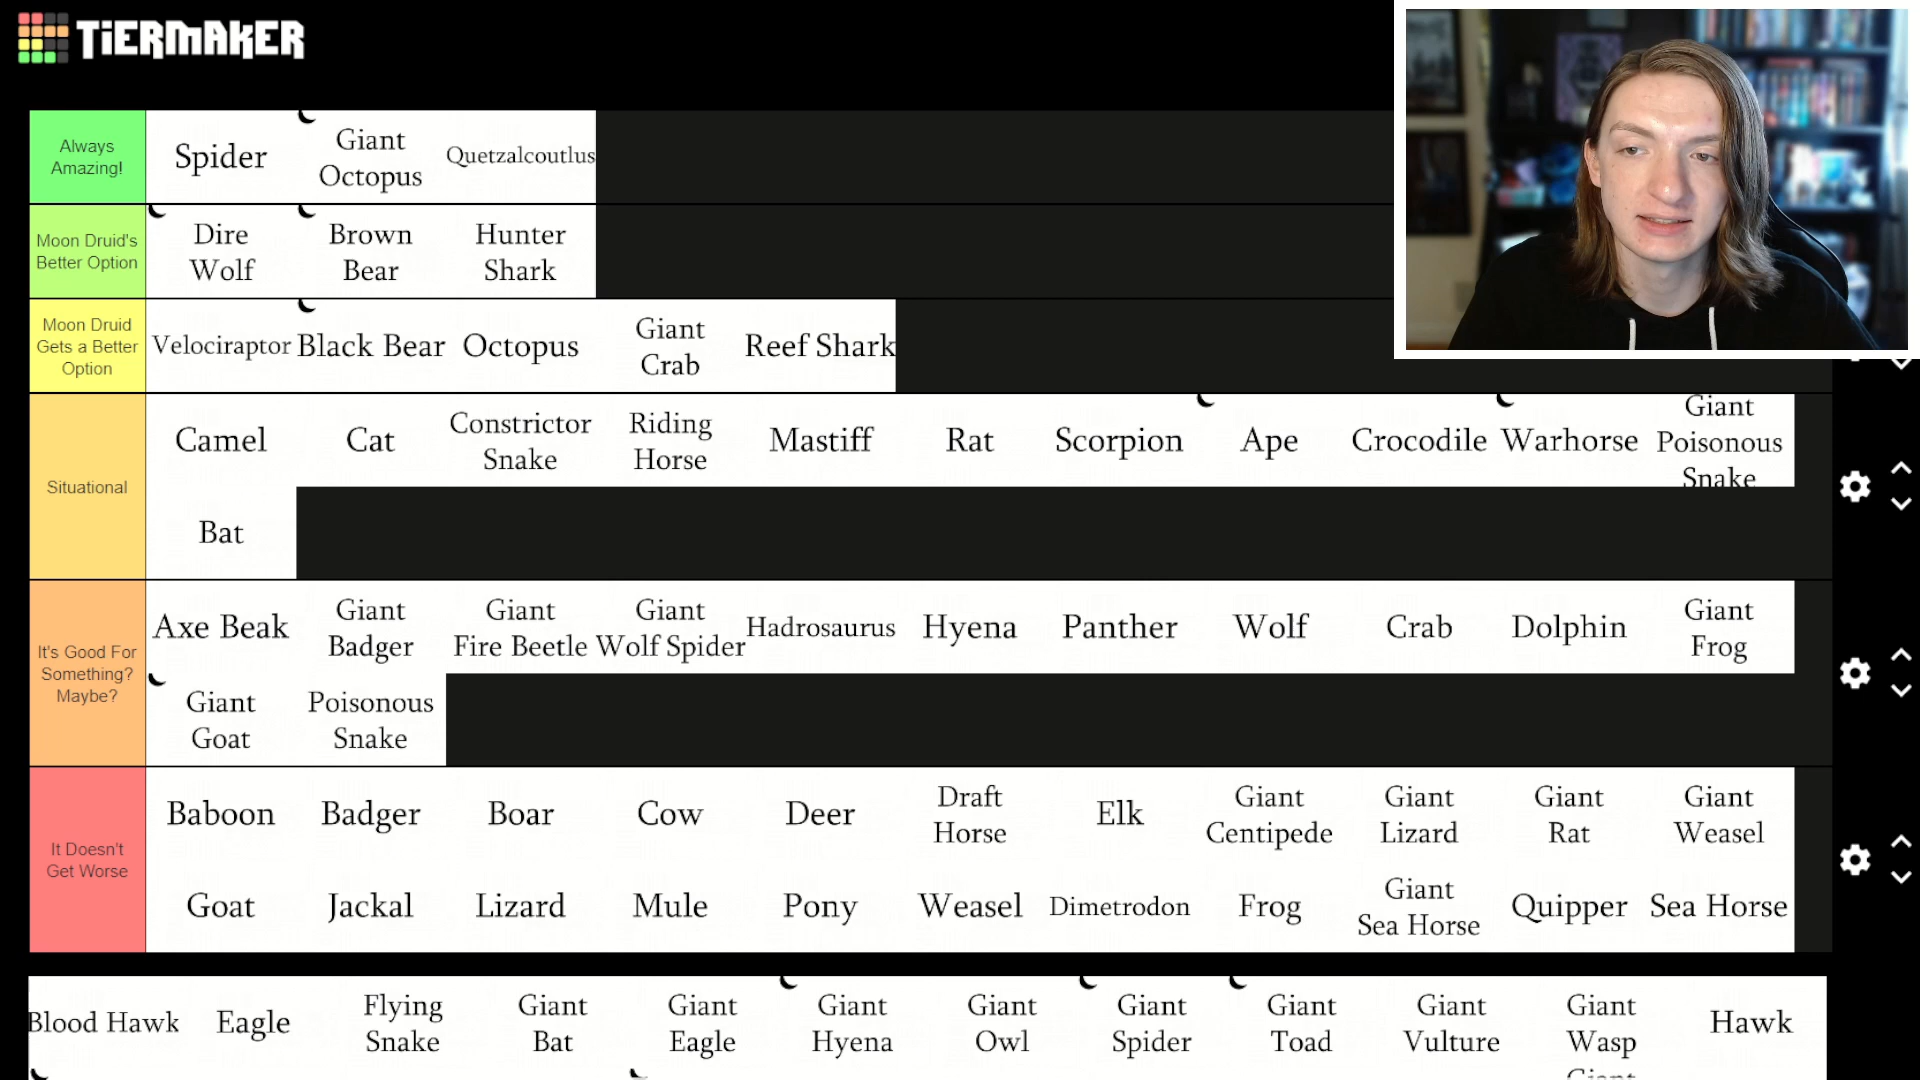 TiERMAKER
Always
Amazing!
Spider
Giant
Octopus
Quetzalcoutlus
Moon Druid's
Better Option
Dire
Wolf
Brown
Bear
Hunter
Shark
Moon Druid
Gets a Better
Option
Velociraptor
Black Bear
Octopus
Giant
Crab
Reef Shark
Situational
Camel
Cat
Constrictor
Snake
Riding
Horse
Mastiff
Rat
Scorpion
Ape
Crocodile
Warhorse
Giant
Poisonous
Snake
Bat
It's Good For
Something?
Maybe?
Axe Beak
Giant
Badger
Giant
Fire Beetle
Giant
Wolf Spider
Hadrosaurus
Hyena
Panther
Wolf
Crab
Dolphin
Giant
Frog
Giant
Goat
Poisonous
Snake
It Doesn't
Get Worse
Baboon
Badger
Boar
Cow
Deer
Draft
Horse
Elk
Giant
Centipede
Giant
Lizard
Giant
Rat
Giant
Weasel
Goat
Jackal
Lizard
Mule
Pony
Weasel
Dimetrodon
Frog
Giant
Sea Horse
Quipper
Sea Horse
Blood Hawk
Eagle
Flying
Snake
Giant
Bat
Giant
Eagle
Giant
Hyena
Giant
Owl
Giant
Spider
Giant
Toad
Giant
Vulture
Giant
Wasp
Hawk
Giant